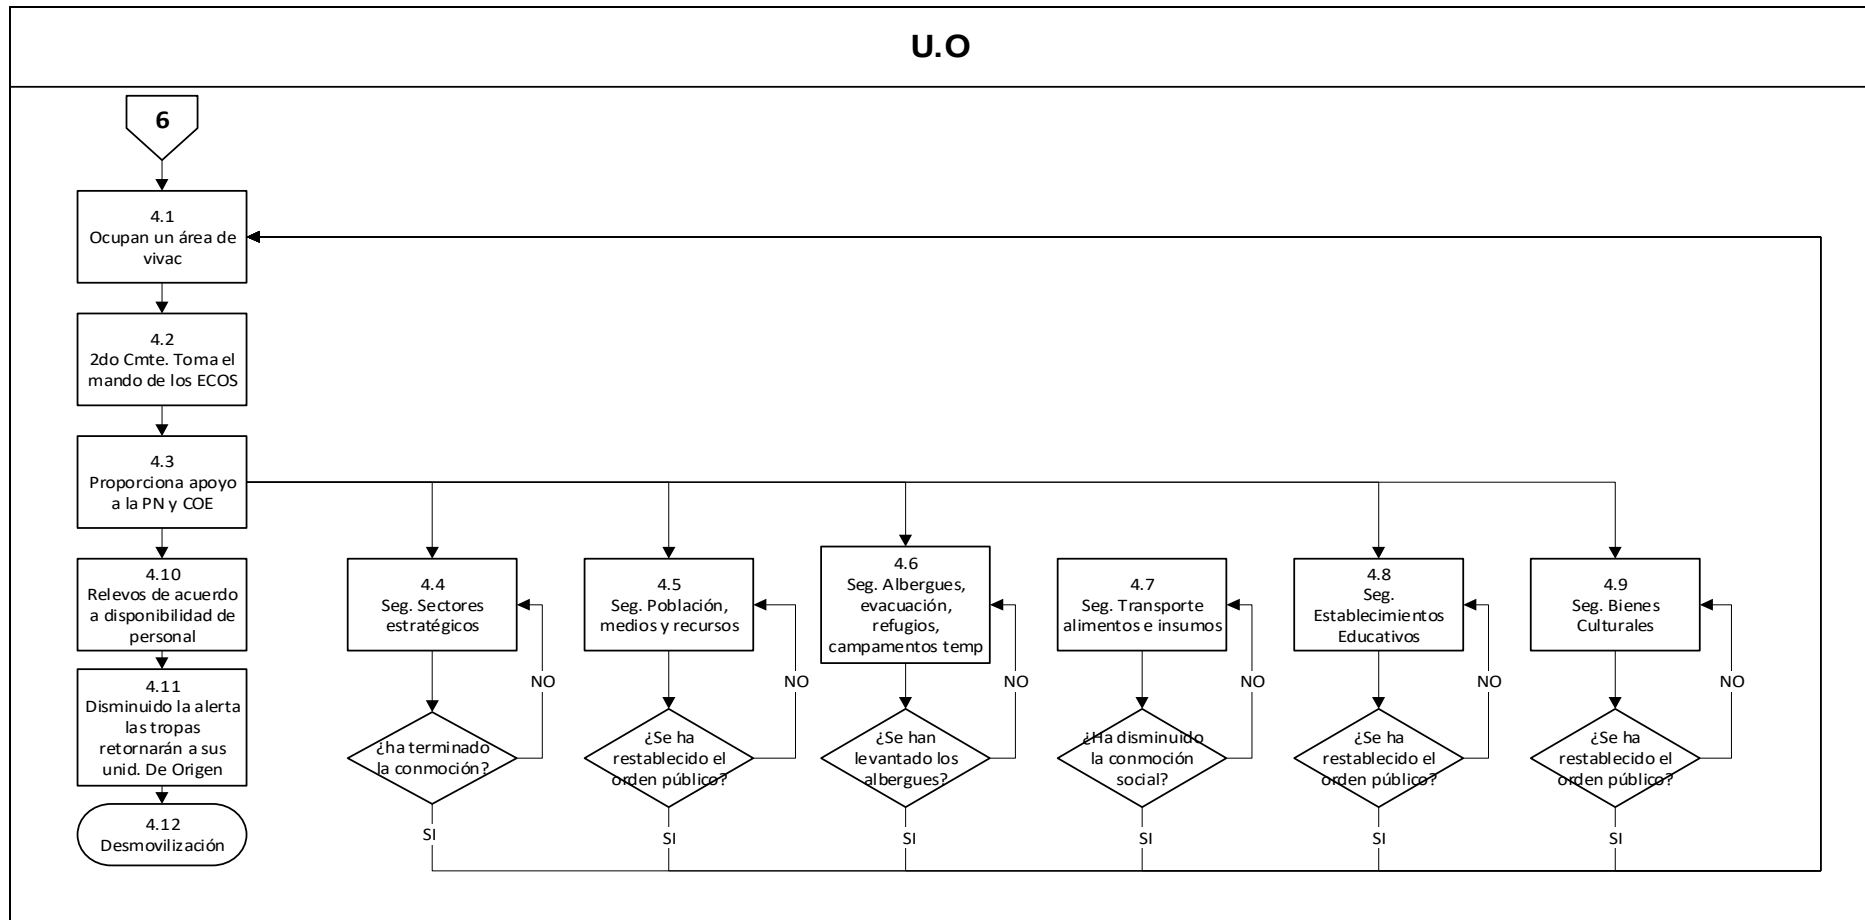 U.O
6
4.1
Ocupan un área de
vivac
4.2
2do Cmte. Toma el
mando de los ECOS
4.3
Proporciona apoyo
a la PN y COE
4.10
Relevos de acuerdo
a disponibilidad de
personal
4.11
Disminuido la alerta
las tropas
retornarán a sus
unid. De Origen
4.12
Desmovilización
4.4
Seg. Sectores
estratégicos
NO
¿ha terminado
la conmoción?
SI
4.5
Seg. Población,
medios y recursos
NO
¿Se ha
restablecido el
orden público?
SI
4.6
Seg. Albergues,
evacuación,
refugios,
campamentos temp
NO
¿Se han
levantado los
albergues?
SI
4.7
Seg. Transporte
alimentos e insumos
NO
¿Ha disminuido
la conmoción
social?
SI
4.8
Seg.
Establecimientos
Educativos
NO
¿Se ha
restablecido el
orden público?
SI
4.9
Seg. Bienes
Culturales
NO
¿Se ha
restablecido el
orden público?
SI